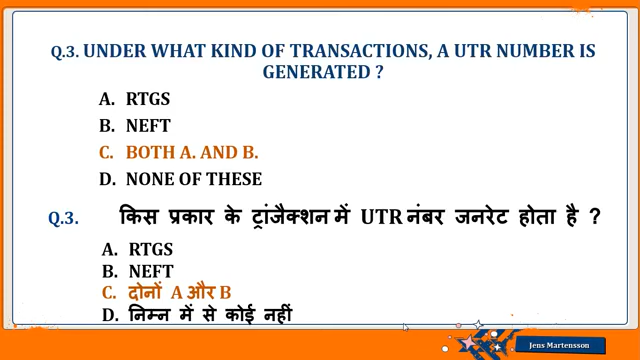 Q.3. UNDER WHAT KIND OF TRANSACTIONS, A UTR NUMBER IS
GENERATED ?
A. RTGS
B. NEFT
C. BOTH A. AND B.
D. NONE OF THESE
Q.3. किस प्रकार के ट्रांजैक्शन में UTR नंबर जनरेट होता है ?
A. RTGS
B. NEFT
C. दोनों A और B
D. निम्न में से कोई नहीं
Jens Martensson